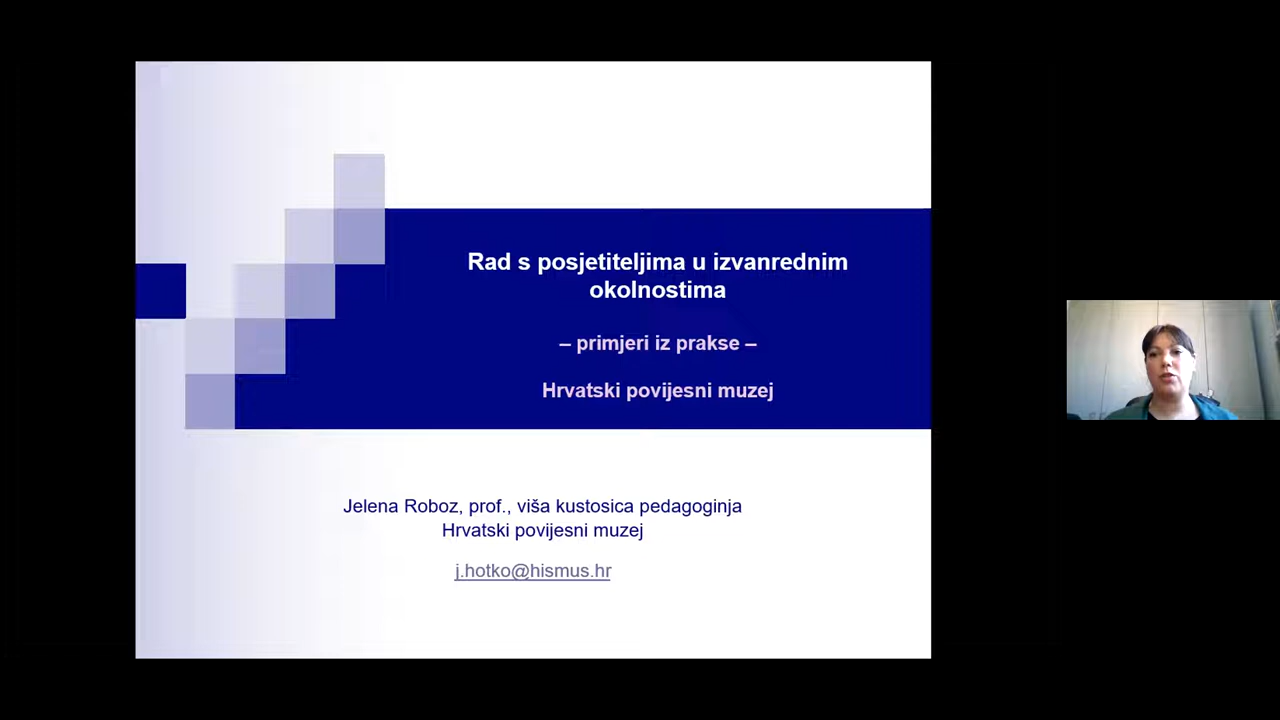 Rad s posjetiteljima u izvanrednim
okolnostima
– primjeri iz prakse –
Hrvatski povijesni muzej
Jelena Roboz, prof., viša kustosica pedagoginja
Hrvatski povijesni muzej
j.hotko@hismus.hr